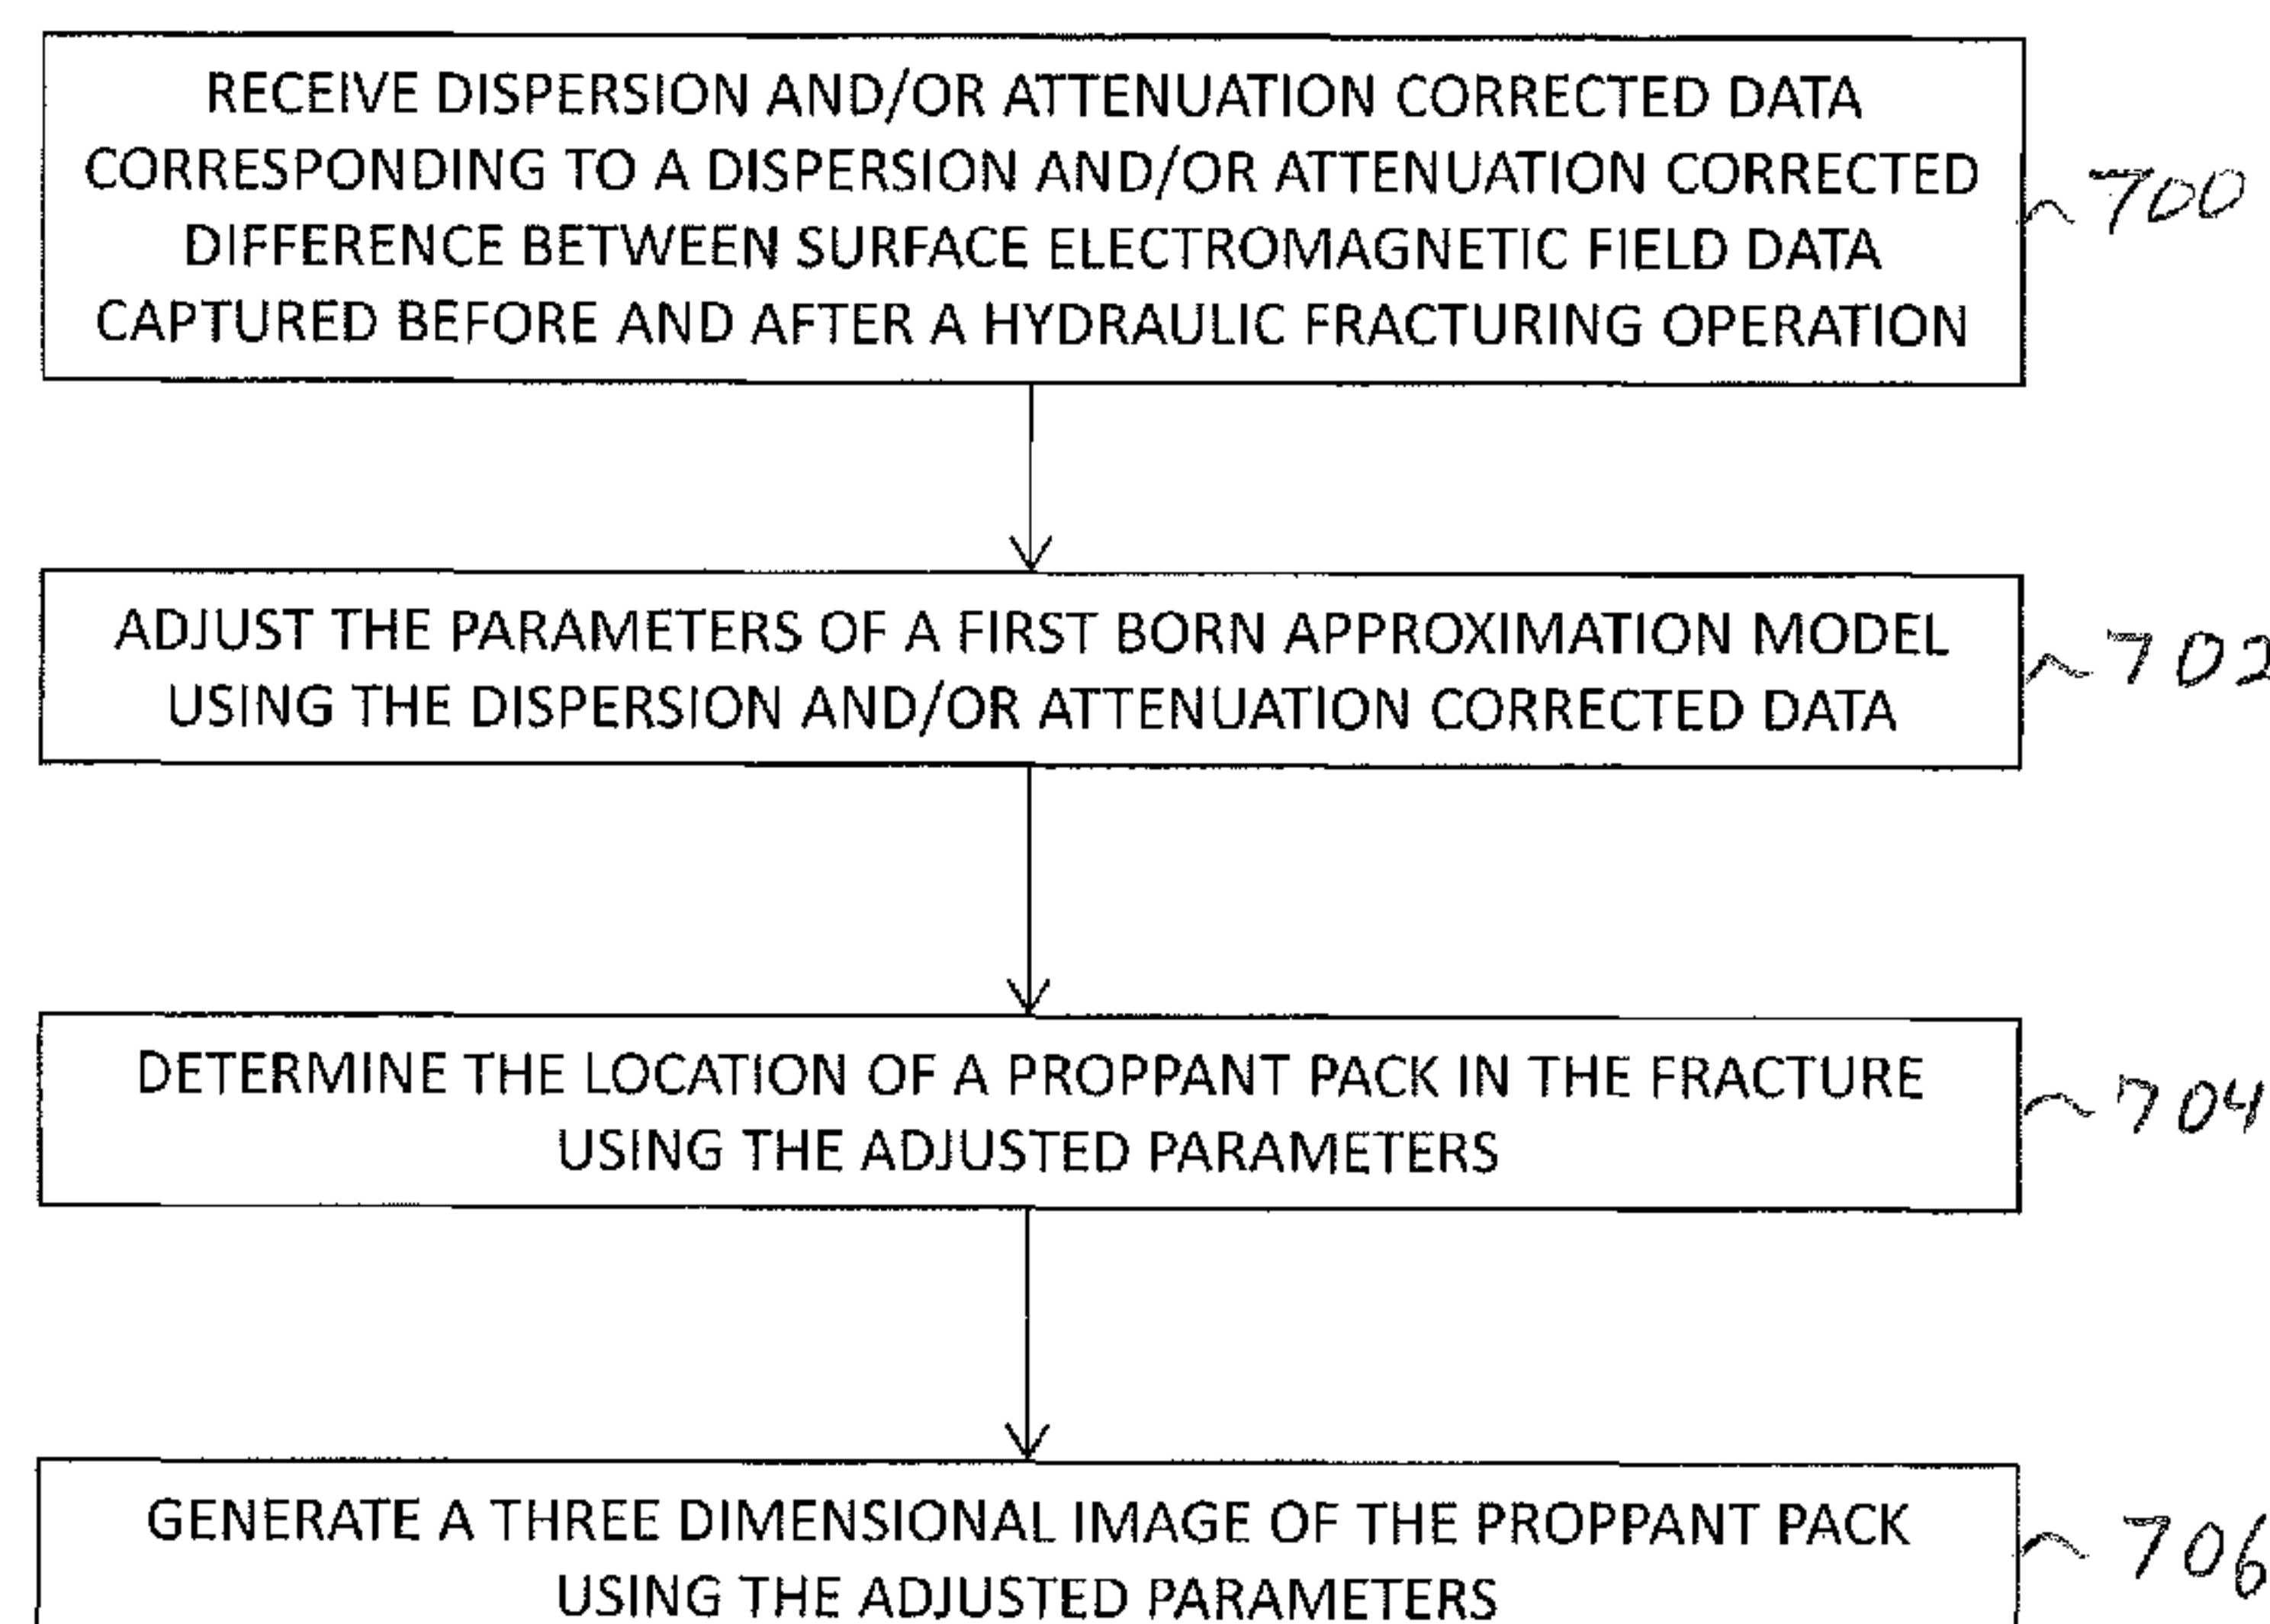 RECEIVE DISPERSION AND/OR ATTENUATION CORRECTED DATA
CORRESPONDING TO A DISPERSION AND/OR ATTENUATION CORRECTED
DIFFERENCE BETWEEN SURFACE ELECTROMAGNETIC FIELD DATA
CAPTURED BEFORE AND AFTER A HYDRAULIC FRACTURING OPERATION
700
ADJUST THE PARAMETERS OF A FIRST BORN APPROXIMATION MODEL
USING THE DISPERSION AND/OR ATTENUATION CORRECTED DATA
702
DETERMINE THE LOCATION OF A PROPPANT PACK IN THE FRACTURE
USING THE ADJUSTED PARAMETERS
704
GENERATE A THREE DIMENSIONAL IMAGE OF THE PROPPANT PACK
USING THE ADJUSTED PARAMETERS
706